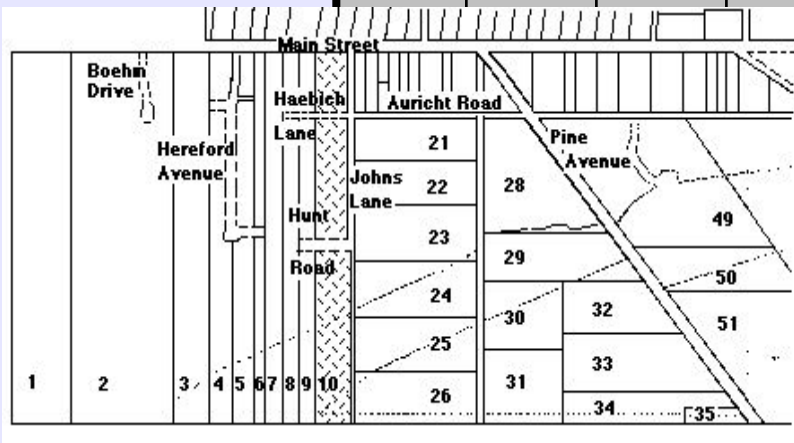 Main Street
Boehm
Drive
Haebich
Auricht Road
Lane
21
Pine
Avenue
Hereford
Avenue
Johns
Lane
22
28
Hunt
23
49
29
Road
50
24
30
32
51
25
33
1
2
3
4
5
6
7
8
9
10
31
26
34
35